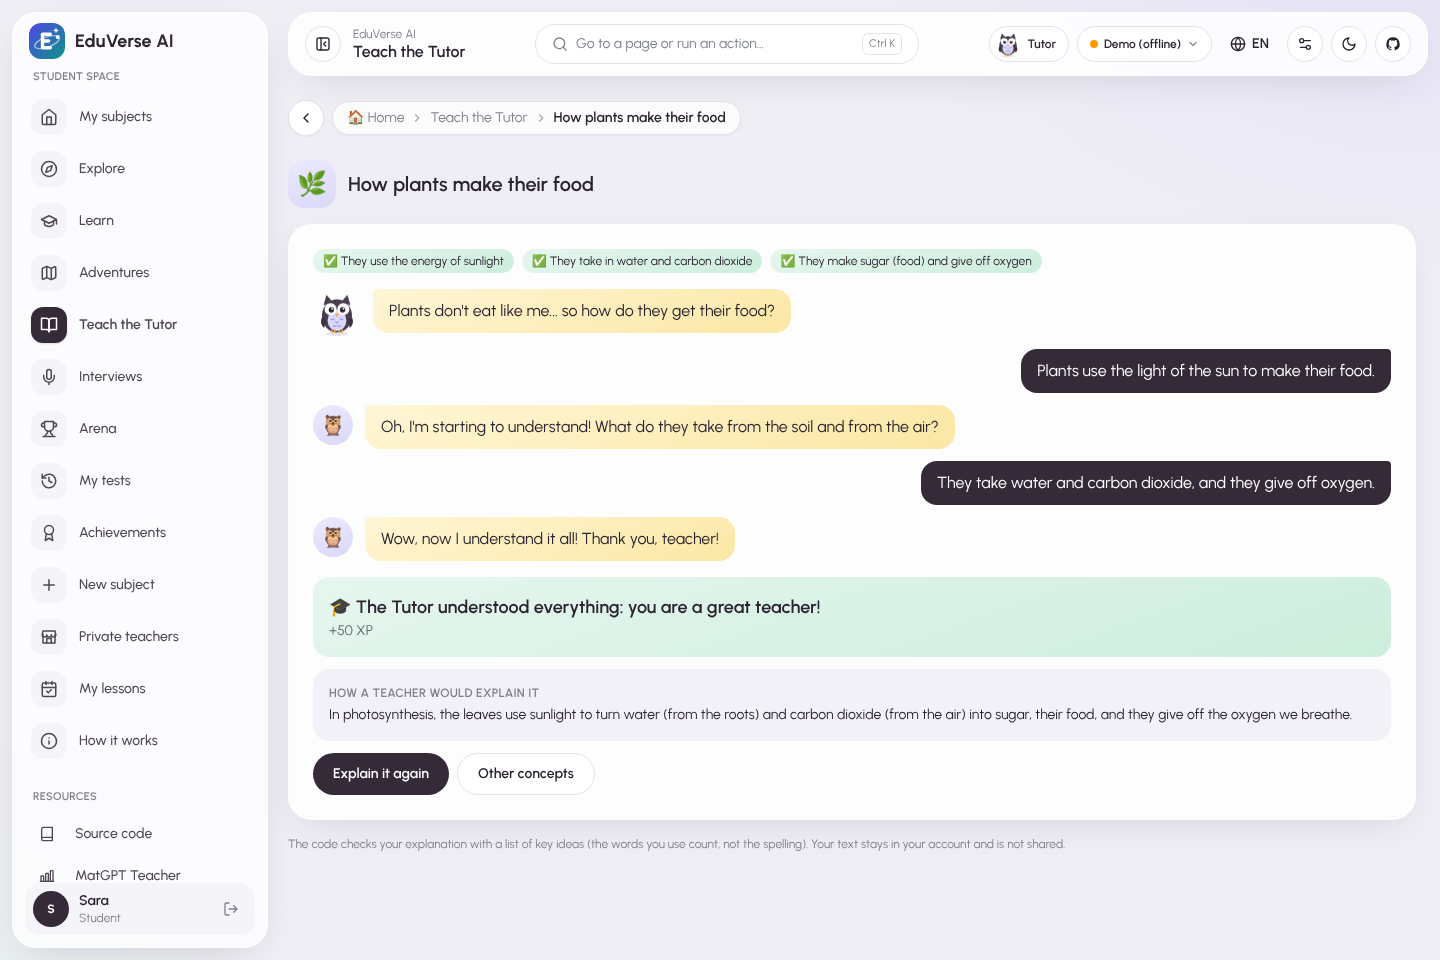 EduVerse AI
STUDENT SPACE
My subjects
Explore
Learn
Adventures
Teach the Tutor
Interviews
Arena
My tests
Achievements
New subject
Private teachers
My lessons
How it works
RESOURCES
Source code
MatGPT Teacher
S
Sara
Student
EduVerse AI
Teach the Tutor
Go to a page or run an action...
Ctrl K
Tutor
Demo (offline)
EN
Home
Teach the Tutor
How plants make their food
How plants make their food
They use the energy of sunlight
They take in water and carbon dioxide
They make sugar (food) and give off oxygen
Plants don't eat like me... so how do they get their food?
Plants use the light of the sun to make their food.
Oh, I'm starting to understand! What do they take from the soil and from the air?
They take water and carbon dioxide, and they give off oxygen.
Wow, now I understand it all! Thank you, teacher!
The Tutor understood everything: you are a great teacher!
+50 XP
HOW A TEACHER WOULD EXPLAIN IT
In photosynthesis, the leaves use sunlight to turn water (from the roots) and carbon dioxide (from the air) into sugar, their food, and they give off the oxygen we breathe.
Explain it again
Other concepts
The code checks your explanation with a list of key ideas (the words you use count, not the spelling). Your text stays in your account and is not shared.